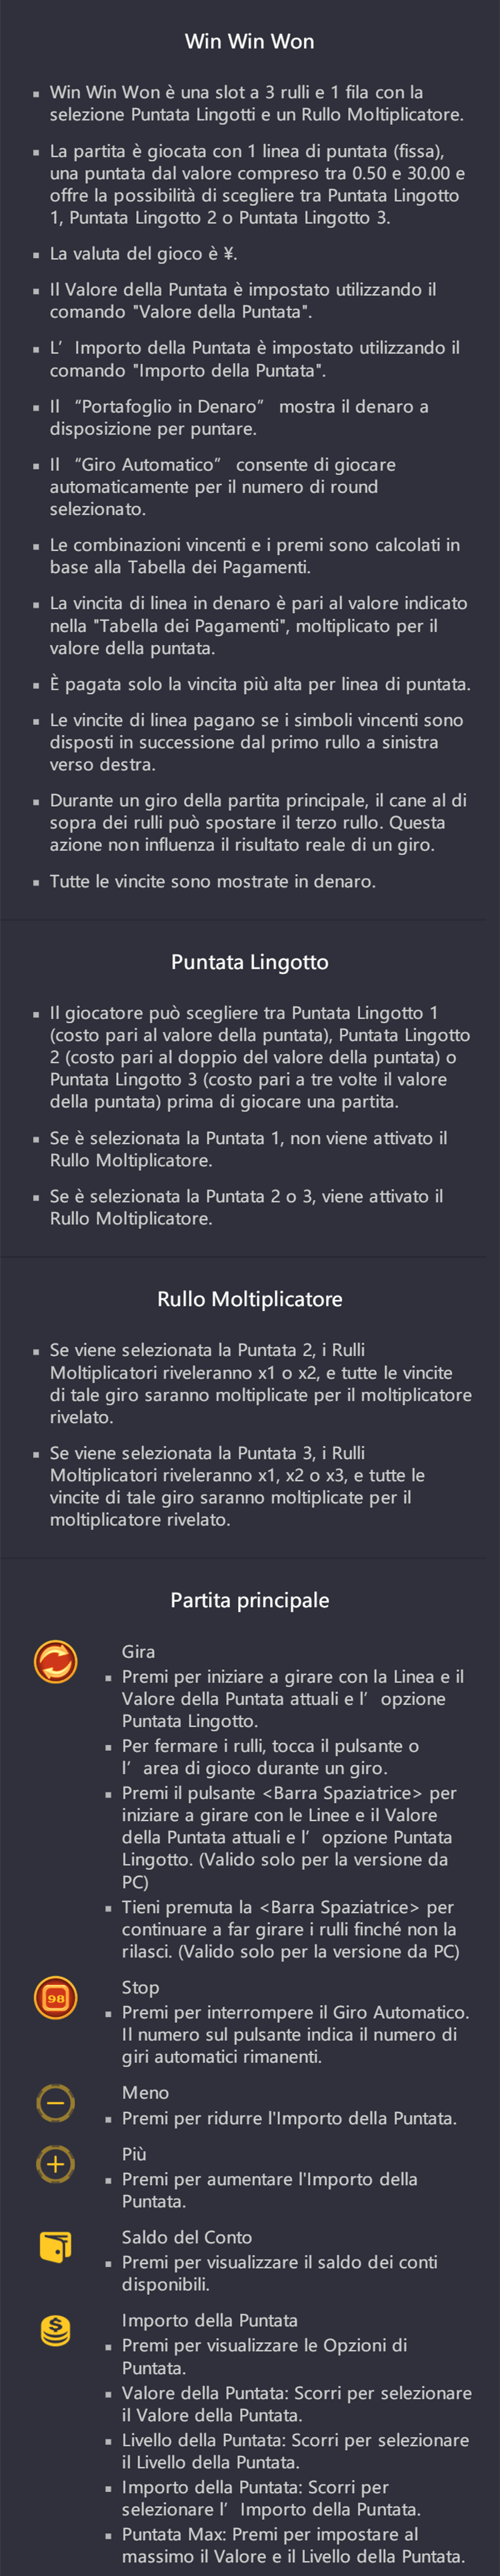 Win Win Won
▪ Win Win Won è una slot a 3 rulli e 1 fila con la
selezione Puntata Lingotti e un Rullo Moltiplicatore.
▪ La partita è giocata con 1 linea di puntata (fissa),
una puntata dal valore compreso tra 0.50 e 30.00 e
offre la possibilità di scegliere tra Puntata Lingotto
1, Puntata Lingotto 2 o Puntata Lingotto 3.
▪ La valuta del gioco è ¥.
▪ Il Valore della Puntata è impostato utilizzando il
comando "Valore della Puntata".
▪ L’ Importo della Puntata è impostato utilizzando il
comando "Importo della Puntata".
▪ Il “Portafoglio in Denaro” mostra il denaro a
disposizione per puntare.
▪ Il “Giro Automatico” consente di giocare
automaticamente per il numero di round
selezionato.
▪ Le combinazioni vincenti e i premi sono calcolati in
base alla Tabella dei Pagamenti.
▪ La vincita di linea in denaro è pari al valore indicato
nella "Tabella dei Pagamenti", moltiplicato per il
valore della puntata.
▪ È pagata solo la vincita più alta per linea di puntata.
▪ Le vincite di linea pagano se i simboli vincenti sono
disposti in successione dal primo rullo a sinistra
verso destra.
▪ Durante un giro della partita principale, il cane al di
sopra dei rulli può spostare il terzo rullo. Questa
azione non influenza il risultato reale di un giro.
▪ Tutte le vincite sono mostrate in denaro.
Puntata Lingotto
▪ Il giocatore può scegliere tra Puntata Lingotto 1
(costo pari al valore della puntata), Puntata Lingotto
2 (costo pari al doppio del valore della puntata) o
Puntata Lingotto 3 (costo pari a tre volte il valore
della puntata) prima di giocare una partita.
▪ Se è selezionata la Puntata 1, non viene attivato il
Rullo Moltiplicatore.
▪ Se è selezionata la Puntata 2 o 3, viene attivato il
Rullo Moltiplicatore.
Rullo Moltiplicatore
▪ Se viene selezionata la Puntata 2, i Rulli
Moltiplicatori riveleranno x1 o x2, e tutte le vincite
di tale giro saranno moltiplicate per il moltiplicatore
rivelato.
▪ Se viene selezionata la Puntata 3, i Rulli
Moltiplicatori riveleranno x1, x2 o x3, e tutte le
vincite di tale giro saranno moltiplicate per il
moltiplicatore rivelato.
Partita principale
Gira
▪ Premi per iniziare a girare con la Linea e il
Valore della Puntata attuali e l’ opzione
Puntata Lingotto.
▪ Per fermare i rulli, tocca il pulsante o
l’ area di gioco durante un giro.
▪ Premi il pulsante <Barra Spaziatrice> per
iniziare a girare con le Linee e il Valore
della Puntata attuali e l’ opzione Puntata
Lingotto. (Valido solo per la versione da
PC)
▪ Tieni premuta la <Barra Spaziatrice> per
continuare a far girare i rulli finché non la
rilasci. (Valido solo per la versione da PC)
98
Stop
▪ Premi per interrompere il Giro Automatico.
Il numero sul pulsante indica il numero di
giri automatici rimanenti.
Meno
▪ Premi per ridurre l'Importo della Puntata.
Più
▪ Premi per aumentare l'Importo della
Puntata.
Saldo del Conto
▪ Premi per visualizzare il saldo dei conti
disponibili.
$
Importo della Puntata
▪ Premi per visualizzare le Opzioni di
Puntata.
▪ Valore della Puntata: Scorri per selezionare
il Valore della Puntata.
▪ Livello della Puntata: Scorri per selezionare
il Livello della Puntata.
▪ Importo della Puntata: Scorri per
selezionare l’ Importo della Puntata.
▪ Puntata Max: Premi per impostare al
massimo il Valore e il Livello della Puntata.